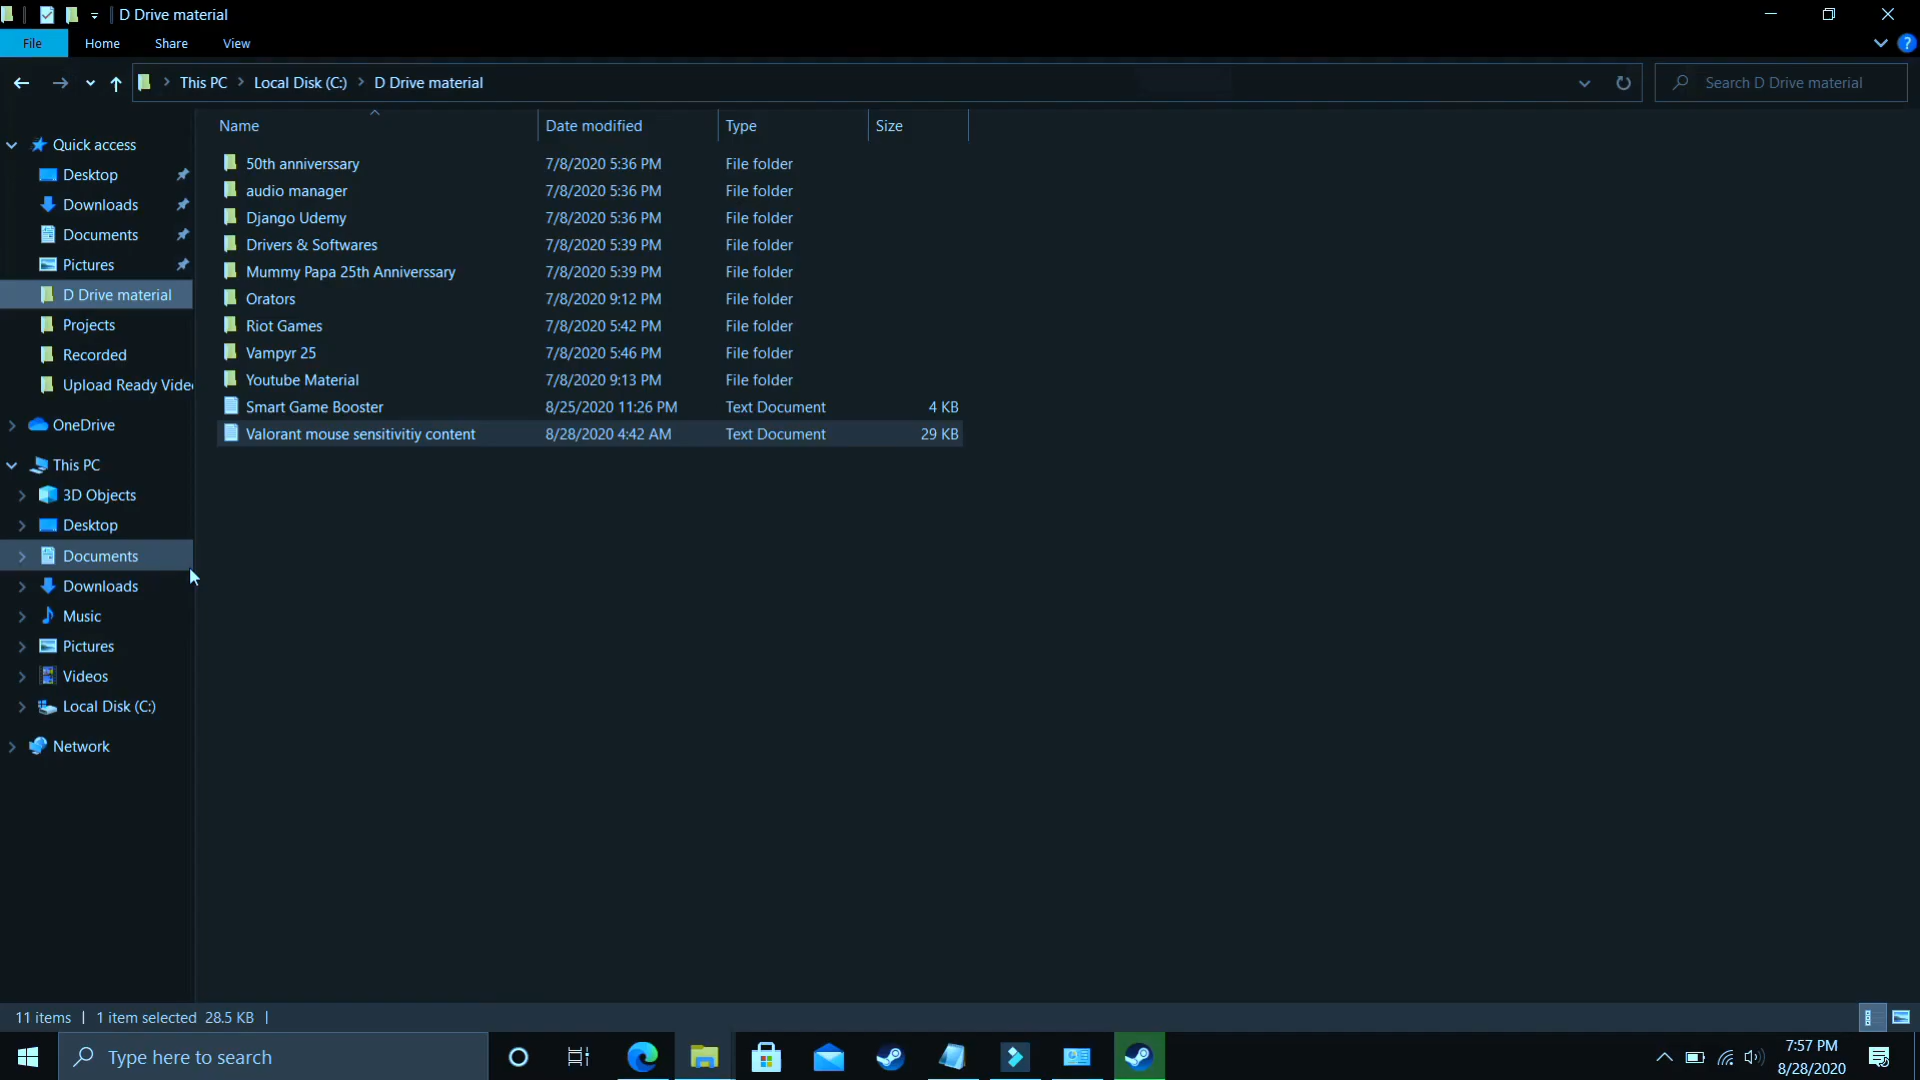 D Drive material
File Home Share View
This PC Local Disk (C:) D Drive material Search D Drive material
Name Date modified Type Size
Quick access
Desktop
Downloads
Documents
Pictures
D Drive material
Projects
Recorded
Upload Ready Vide
OneDrive
This PC
3D Objects
Desktop
Documents
Downloads
Music
Pictures
Videos
Local Disk (C:)
Network
50th anniverssary 7/8/2020 5:36 PM File folder
audio manager 7/8/2020 5:36 PM File folder
Django Udemy 7/8/2020 5:36 PM File folder
Drivers & Softwares 7/8/2020 5:39 PM File folder
Mummy Papa 25th Anniverssary 7/8/2020 5:39 PM File folder
Orators 7/8/2020 9:12 PM File folder
Riot Games 7/8/2020 5:42 PM File folder
Vampyr 25 7/8/2020 5:46 PM File folder
Youtube Material 7/8/2020 9:13 PM File folder
Smart Game Booster 8/25/2020 11:26 PM Text Document 4 KB
Valorant mouse sensitivitiy content 8/28/2020 4:42 AM Text Document 29 KB
11 items 1 item selected 28.5 KB
Type here to search
7:57 PM
8/28/2020